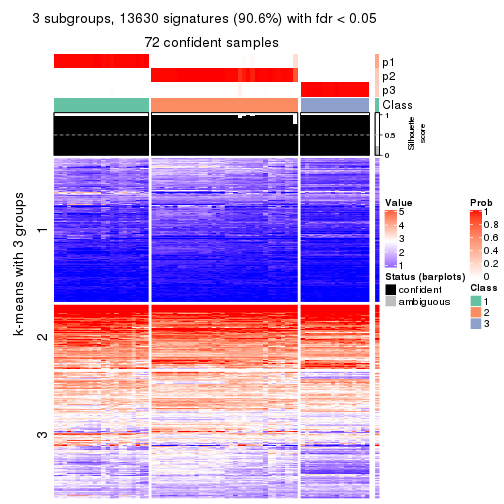 3 subgroups, 13630 signatures (90.6%) with fdr < 0.05
72 confident samples
p1
p2
p3
Class
1
0.5
0
Silhouette
score
k-means with 3 groups
1
2
3
Value
5
4
3
2
1
Status (barplots)
confident
ambiguous
Prob
1
0.8
0.6
0.4
0.2
0
Class
1
2
3